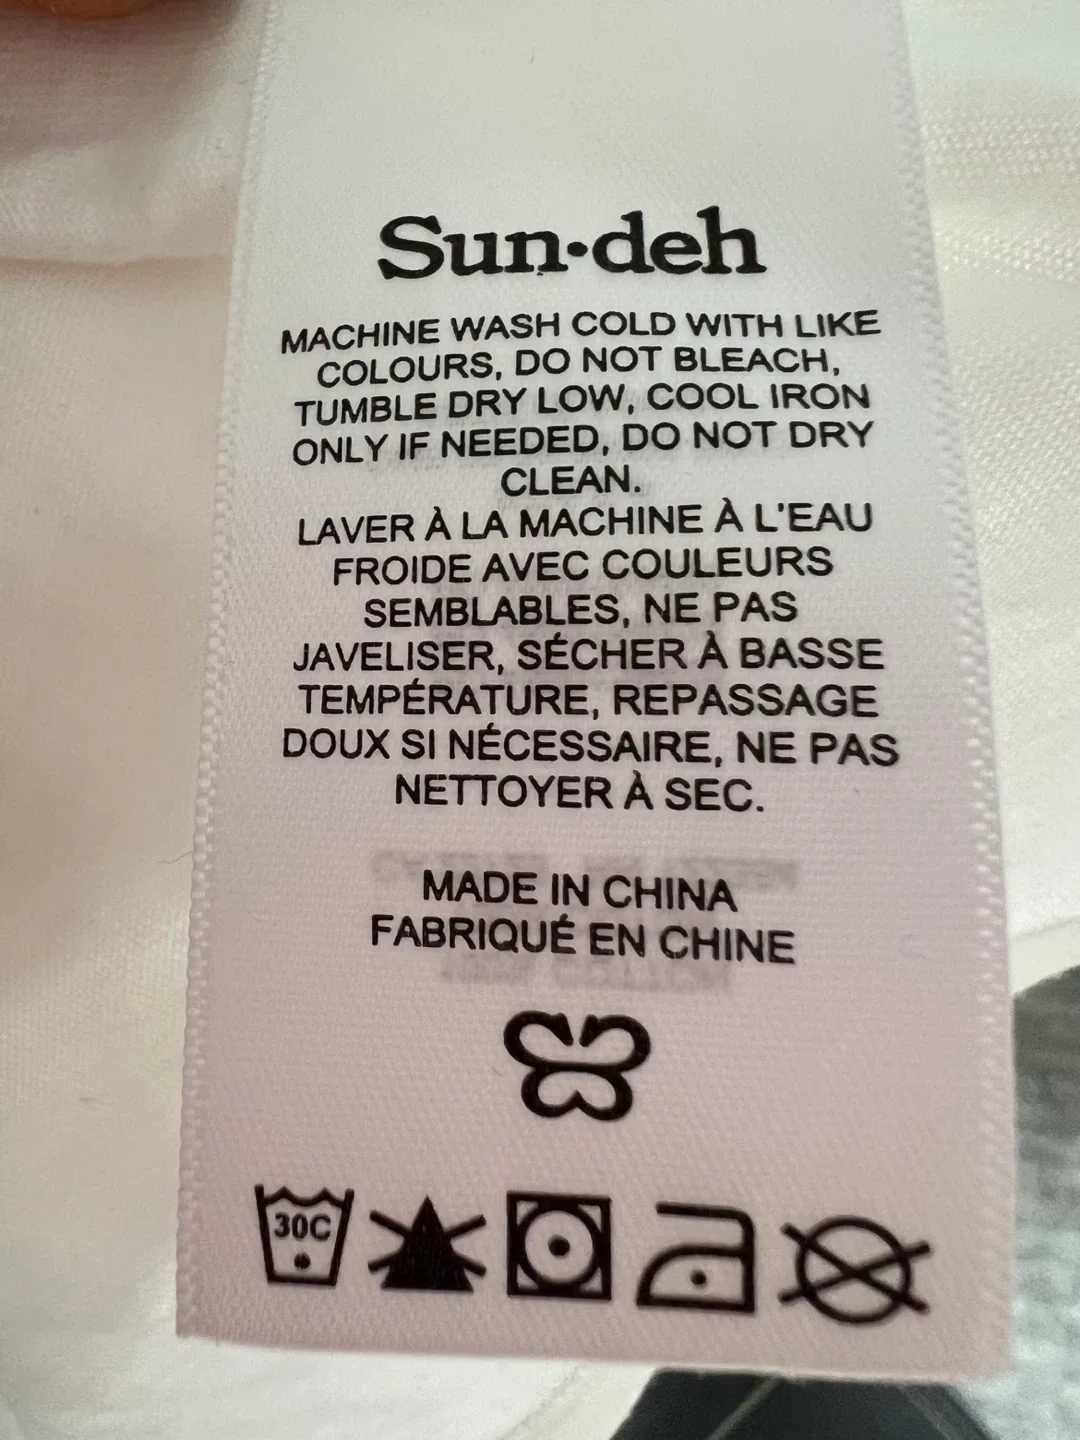 Sun·deh
MACHINE WASH COLD WITH LIKE
COLOURS, DO NOT BLEACH,
TUMBLE DRY LOW, COOL IRON
ONLY IF NEEDED, DO NOT DRY
CLEAN.
LAVER À LA MACHINE À L'EAU
FROIDE AVEC COULEURS
SEMBLABLES, NE PAS
JAVELISER, SÉCHER À BASSE
TEMPÉRATURE, REPASSAGE
DOUX SI NÉCESSAIRE, NE PAS
NETTOYER À SEC.
MADE IN CHINA
FABRIQUÉ EN CHINE
30C